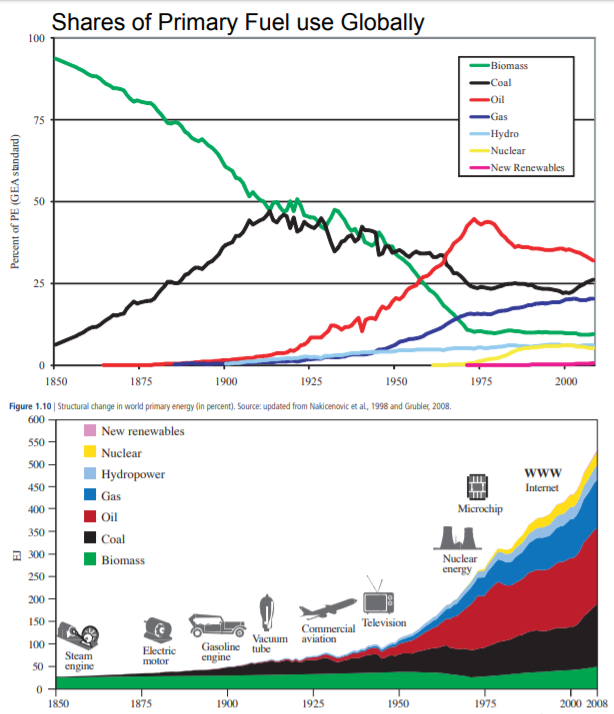 Shares of Primary Fuel use Globally
100
75
50
25
0
Percent of PE (GEA standard)
Biomass
Coal
Oil
Gas
Hydro
Nuclear
New Renewables
1850 1875 1900 1925 1950 1975 2000
Figure 1.10 | Structural change in world primary energy (in percent). Source: updated from Nakicenovic et al., 1998 and Grubler, 2008.
600
550
500
450
400
350
300
250
200
150
100
50
0
EJ
New renewables
Nuclear
Hydropower
Gas
Oil
Coal
Biomass
WWW
Internet
Microchip
Nuclear
energy
Television
Commercial
aviation
Vacuum
tube
Gasoline
engine
Electric
motor
Steam
engine
1850 1875 1900 1925 1950 1975 2000 2008